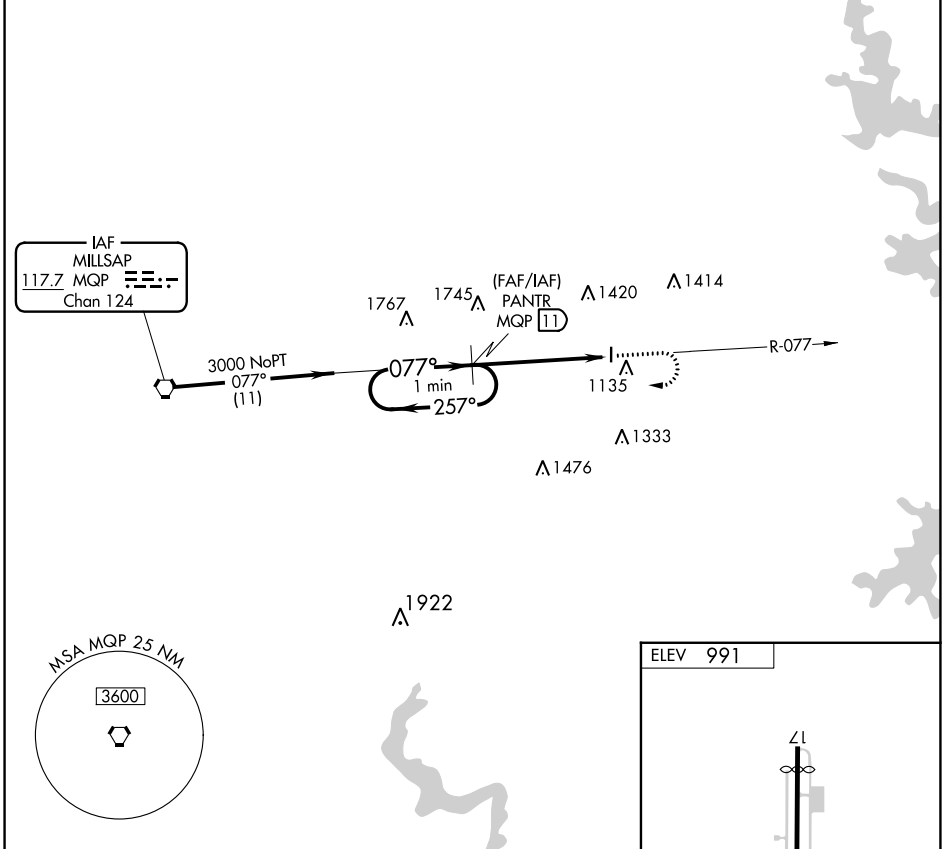 IAF
MILLSAP
117.7 MQP
Chan 124
3000 NoPT
077°
(11)
1767
1745
(FAF/IAF)
PANTR
MQP 11
1420
1414
077°
1 min
257°
1135
R-077
1333
1476
1922
MSA MQP 25 NM
3600
ELEV 991
17